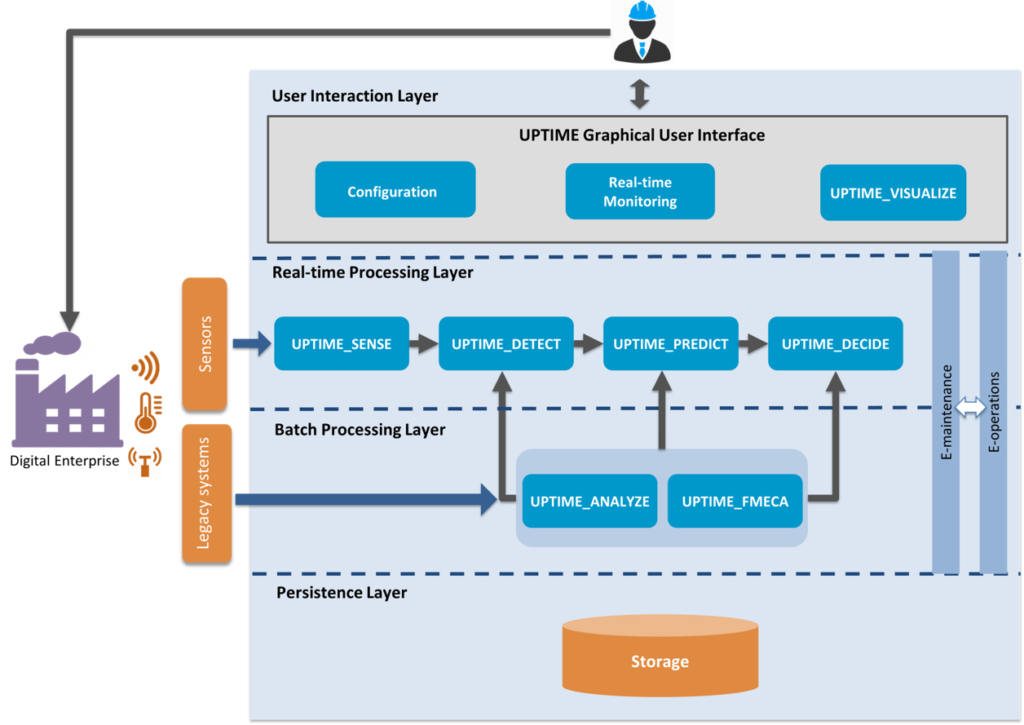 User Interaction Layer
UPTIME Graphical User Interface
Configuration
Real-time
Monitoring
UPTIME_VISUALIZE
Real-time Processing Layer
Sensors
UPTIME_SENSE
UPTIME_DETECT
UPTIME_PREDICT
UPTIME_DECIDE
E-maintenance
E-operations
Digital Enterprise
Batch Processing Layer
Legacy systems
UPTIME_ANALYZE
UPTIME_FMECA
Persistence Layer
Storage